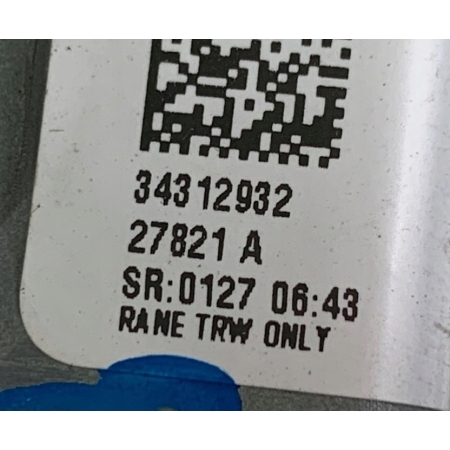 34312932
27821 A
SR:0127 06:43
RANE TRW ONLY